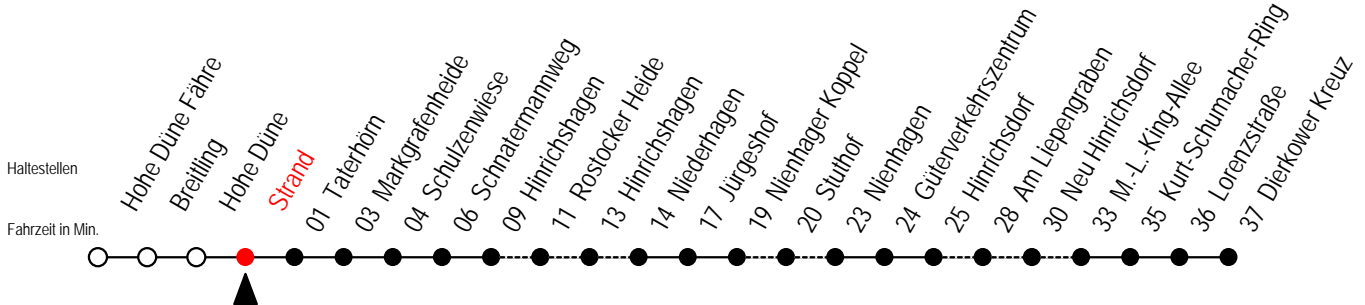 Haltestellen
Fahrzeit in Min.
Hohe Düne Fähre
Breitling
Hohe Düne
Strand
01 Taterhörn
03 Markgrafenheide
04 Schulzenwiese
06 Schnatermannweg
09 Hinrichshagen
11 Rostocker Heide
13 Hinrichshagen
14 Niederhagen
17 Jürgeshof
19 Nienhager Koppel
20 Stuthof
23 Nienhagen
24 Güterverkehrszentrum
25 Hinrichsdorf
28 Am Liepengraben
30 Neu Hinrichsdorf
33 M.-L.-King-Allee
35 Kurt-Schumacher-Ring
36 Lorenzstraße
37 Dierkower Kreuz